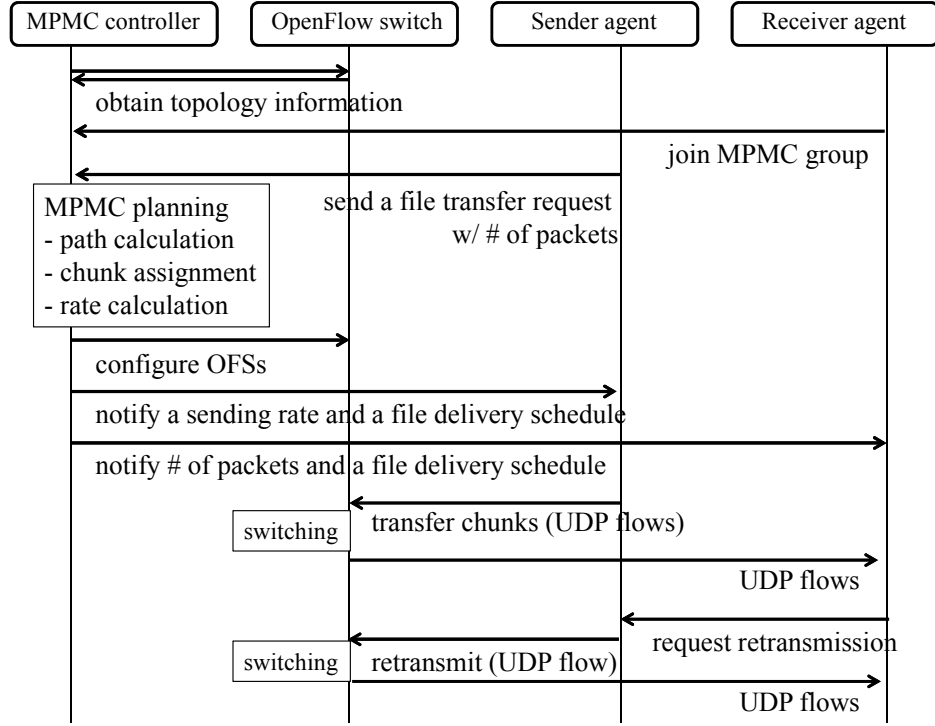 MPMC controller
OpenFlow switch
Sender agent
Receiver agent
obtain topology information
join MPMC group
send a file transfer request
w/ # of packets
MPMC planning
- path calculation
- chunk assignment
- rate calculation
configure OFSs
notify a sending rate and a file delivery schedule
notify # of packets and a file delivery schedule
transfer chunks (UDP flows)
switching
UDP flows
request retransmission
switching
retransmit (UDP flow)
UDP flows